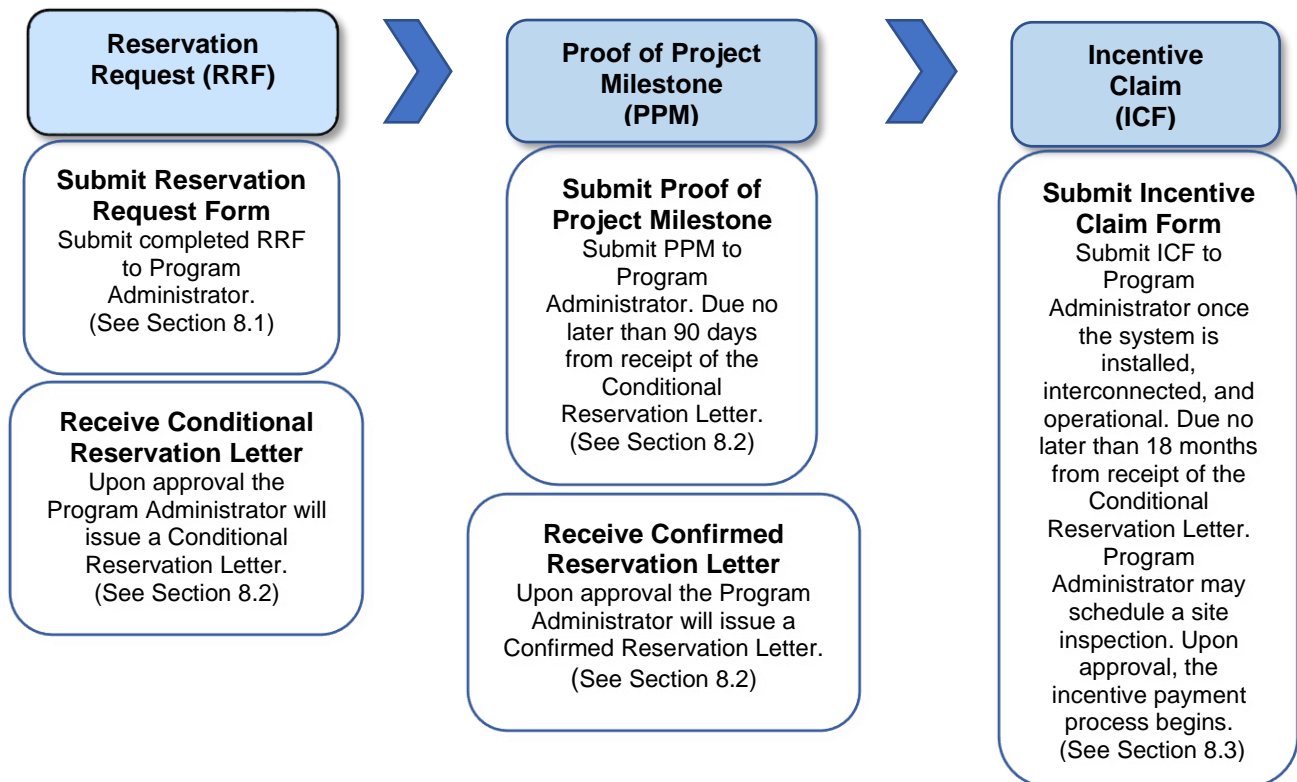 Reservation
Request (RRF)
Submit Reservation
Request Form
Submit completed RRF
to Program
Administrator.
(See Section 8.1)
Receive Conditional
Reservation Letter
Upon approval the
Program Administrator will
issue a Conditional
Reservation Letter.
(See Section 8.2)
Proof of Project
Milestone
(PPM)
Submit Proof of
Project Milestone
Submit PPM to
Program
Administrator. Due no
later than 90 days
from receipt of the
Conditional
Reservation Letter.
(See Section 8.2)
Receive Confirmed
Reservation Letter
Upon approval the Program
Administrator will issue a
Confirmed Reservation Letter.
(See Section 8.2)
Incentive
Claim
(ICF)
Submit Incentive
Claim Form
Submit ICF to
Program
Administrator once
the system is
installed,
interconnected, and
operational. Due no
later than 18 months
from receipt of the
Conditional
Reservation Letter.
Program
Administrator may
schedule a site
inspection. Upon
approval, the
incentive payment
process begins.
(See Section 8.3)